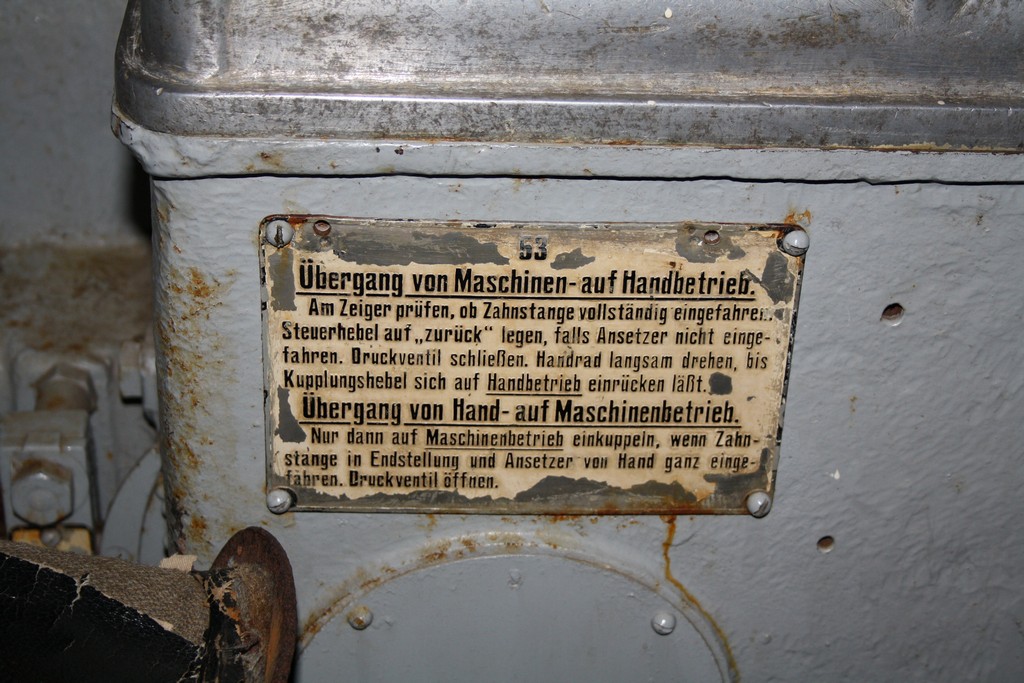 53
Übergang von Maschinen- auf Handbetrieb.
Am Zeiger prüfen, ob Zahnstange vollständig eingefahren.
Steuerhebel auf „zurück“ legen, falls Ansetzer nicht einge-
fahren. Druckventil schließen. Handrad langsam drehen, bis
Kupplungshebel sich auf Handbetrieb einrücken läßt.
Übergang von Hand- auf Maschinenbetrieb.
Nur dann auf Maschinenbetrieb einkuppeln, wenn Zahn-
stange in Endstellung und Ansetzer von Hand ganz einge-
fahren. Druckventil öffnen.